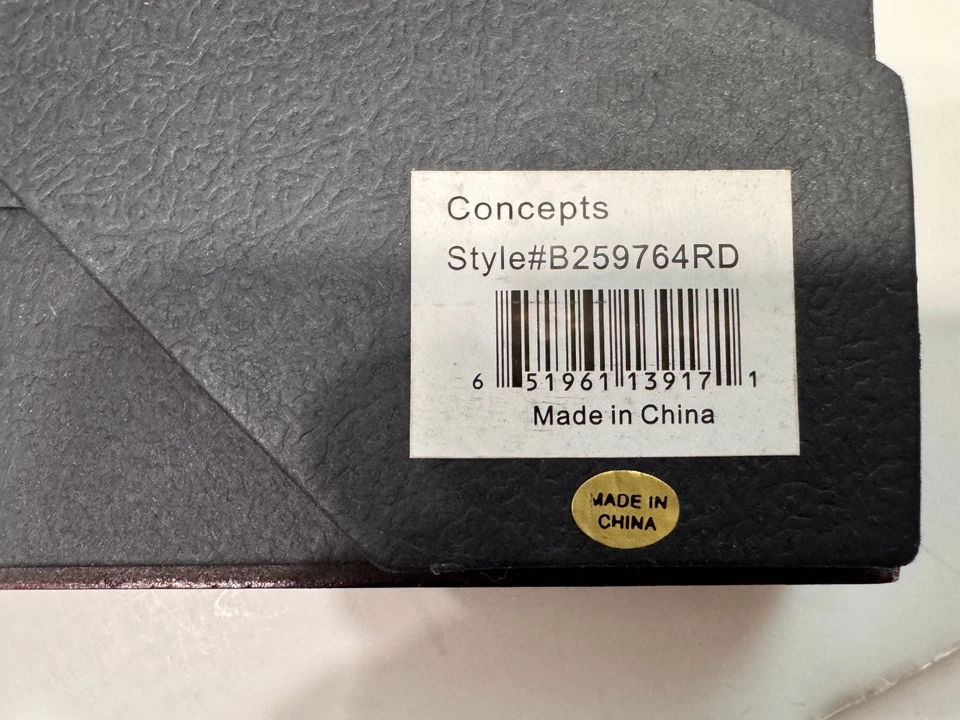 Concepts
Style#B259764RD
6 51961 13917 1
Made in China
MADE IN
CHINA